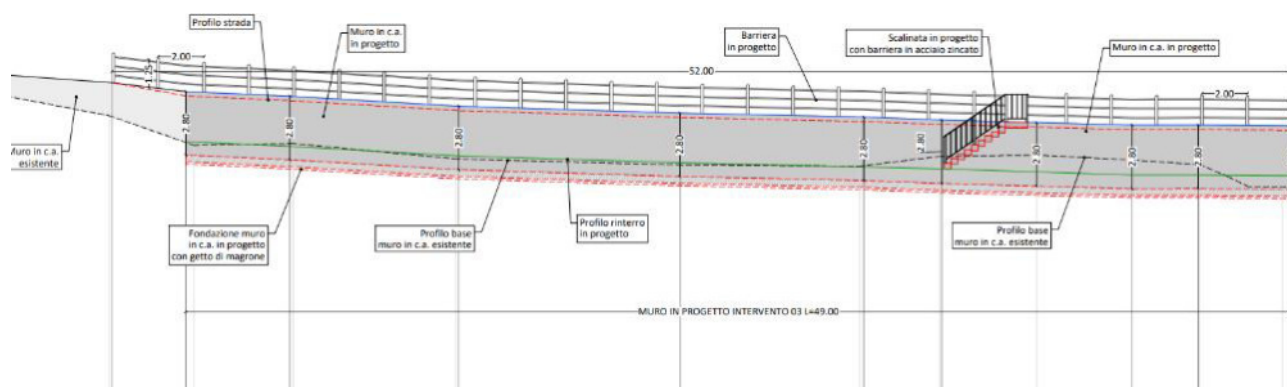 Profilo strada
Muro in c.a.
in progetto
Barriera
in progetto
Scalinata in progetto
con barriera in acciaio zincato
Muro in c.a. in progetto
2.00
1.25
52.00
2.00
2.80
2.80
2.80
2.80
2.80
2.80
2.80
2.80
2.80
Muro in c.a.
esistente
Fondazione muro
in c.a. in progetto
con getto di magrone
Profilo base
muro in c.a. esistente
Profilo rinterro
in progetto
Profilo base
muro in c.a. esistente
MURO IN PROGETTO INTERVENTO 03 L=49.00